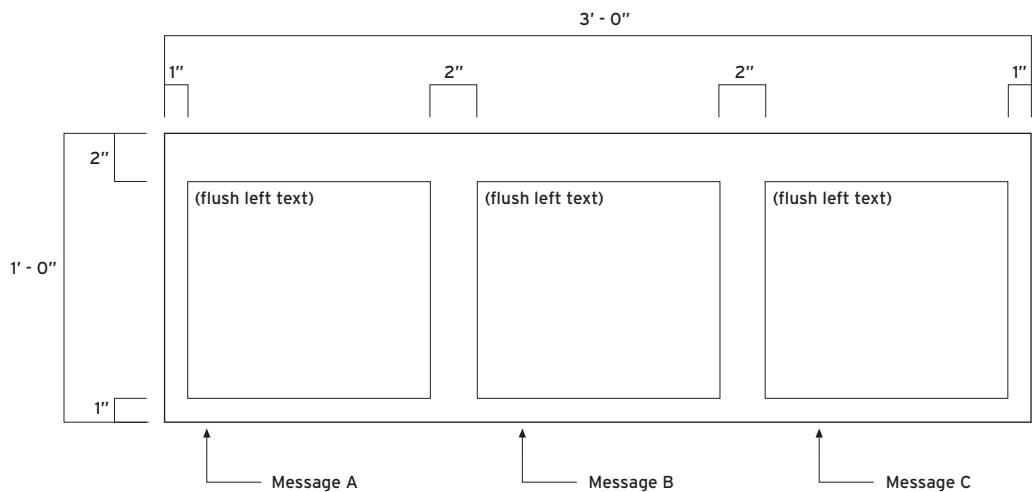 3’ - 0”
1” 2” 2” 1”
2”
(flush left text) (flush left text) (flush left text)
1’ - 0”
1”
Message A Message B Message C